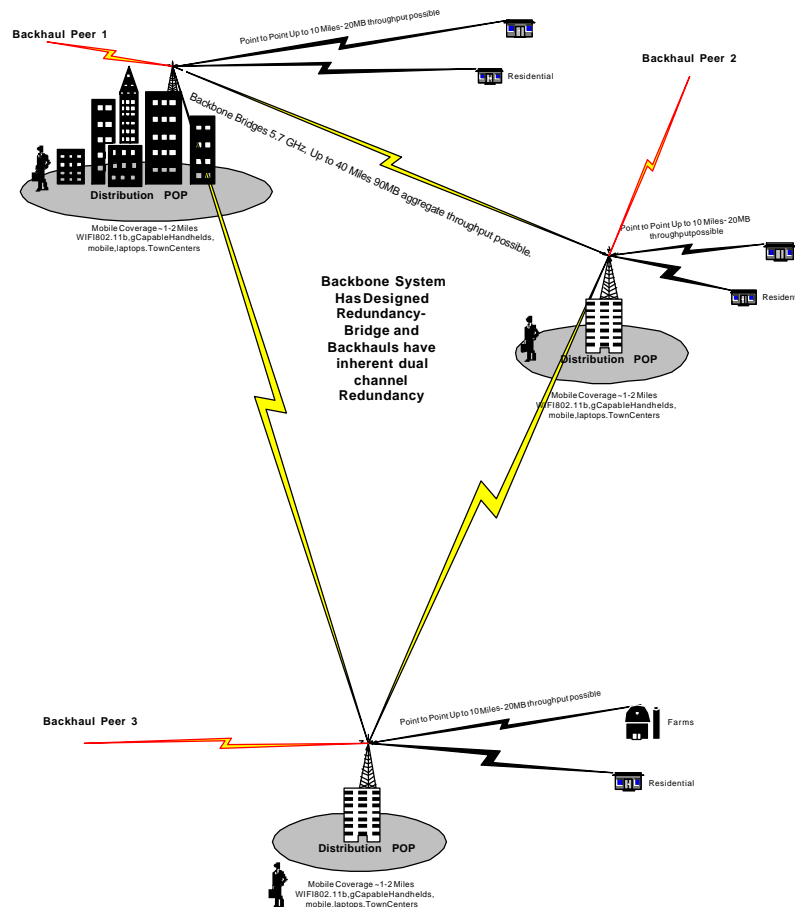 Backhaul Peer 1
Point to Point Up to 10 Miles-20MB throughput possible
Residential
Backhaul Peer 2
Backbone Bridges 5.7 GHz, Up to 40 Miles 90MB aggregate throughput possible.
Distribution POP
Mobile Coverage ~1-2 Miles
WIFI802.11b,gCapableHandhelds,
mobile,laptops.TownCenters
Point to Point Up to 10 Miles-20MB
throughputpossible
Resident
Backbone System
Has Designed
Redundancy-
Bridge and
Backhauls have
inherent dual
channel
Redundancy
Distribution POP
Mobile Coverage ~1-2 Miles
WIFI802.11b,gCapableHandhelds,
mobile,laptops.TownCenters
Backhaul Peer 3
Point to Point Up to 10 Miles-20MB throughput possible
Farms
Residential
Distribution POP
Mobile Coverage ~1-2 Miles
WIFI802.11b,gCapableHandhelds,
mobile,laptops.TownCenters